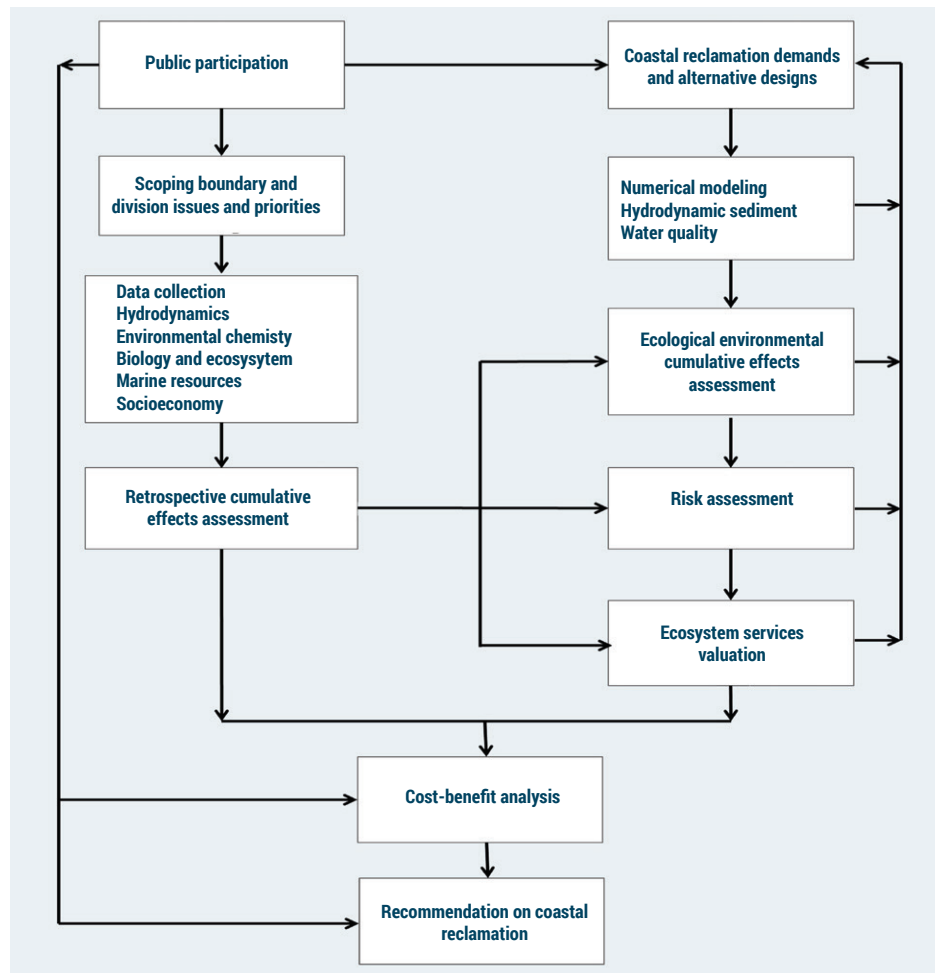 Public participation
Coastal reclamation demands
and alternative designs
Scoping boundary and
division issues and priorities
Numerical modeling
Hydrodynamic sediment
Water quality
Data collection
Hydrodynamics
Environmental chemisty
Biology and ecosysytem
Marine resources
Socioeconomy
Ecological environmental
cumulative effects
assessment
Retrospective cumulative
effects assessment
Risk assessment
Ecosystem services
valuation
Cost-benefit analysis
Recommendation on coastal
reclamation